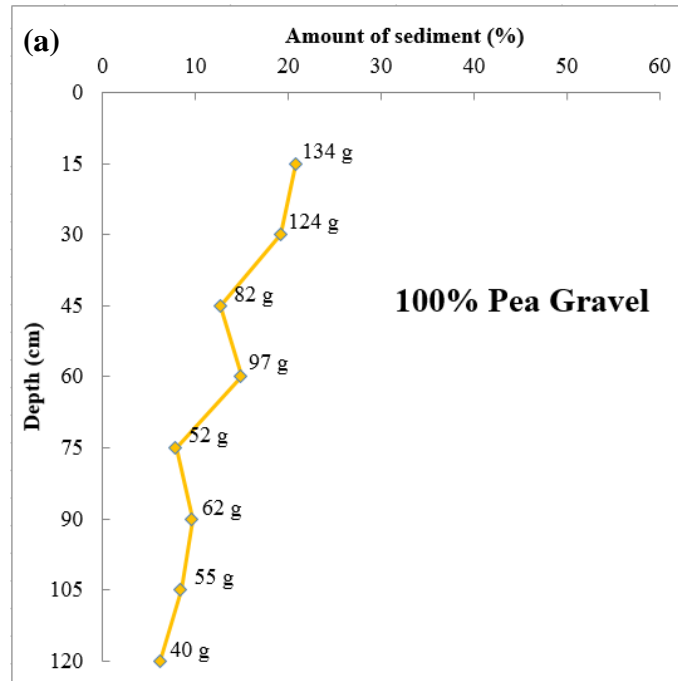 (a)
Amount of sediment (%)
0 10 20 30 40 50 60
0
15
30
45
60
75
90
105
120
Depth (cm)
134 g
124 g
82 g
97 g
52 g
62 g
55 g
40 g
100% Pea Gravel